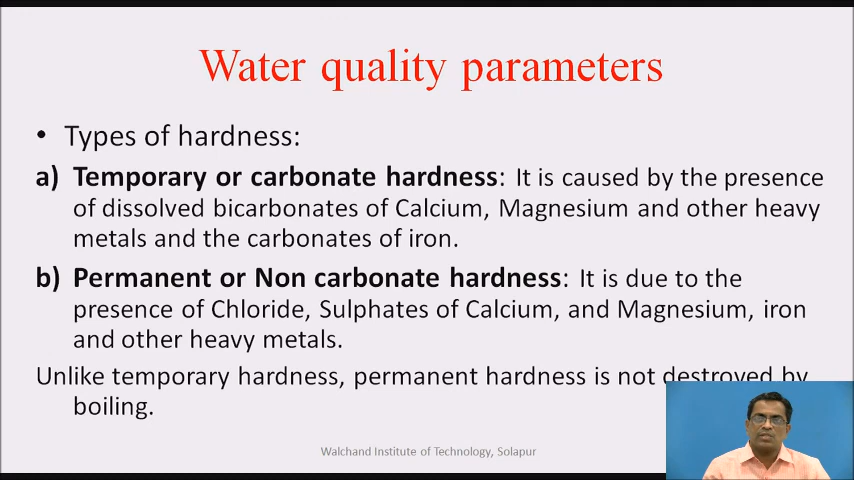 Water quality parameters
• Types of hardness:
a) Temporary or carbonate hardness: It is caused by the presence
of dissolved bicarbonates of Calcium, Magnesium and other heavy
metals and the carbonates of iron.
b) Permanent or Non carbonate hardness: It is due to the
presence of Chloride, Sulphates of Calcium, and Magnesium, iron
and other heavy metals.
Unlike temporary hardness, permanent hardness is not destroyed by
boiling.
Walchand Institute of Technology, Solapur